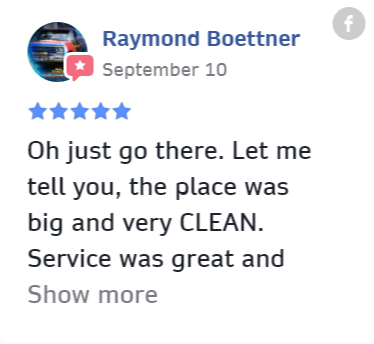 Raymond Boettner
September 10
Oh just go there. Let me
tell you, the place was
big and very CLEAN.
Service was great and
Show more